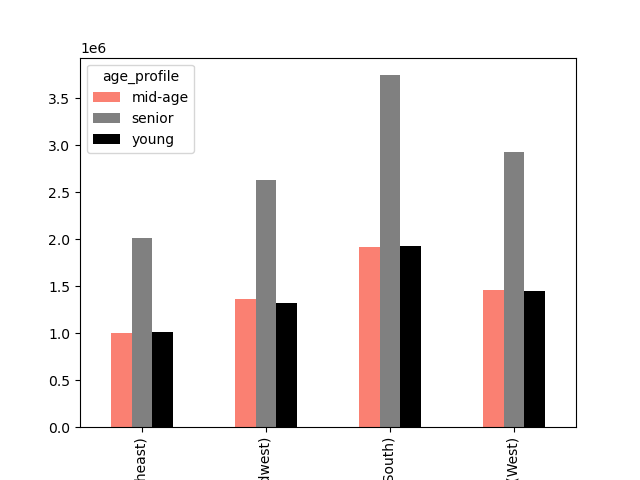 1e6
age_profile
mid-age
senior
young
3.5
3.0
2.5
2.0
1.5
1.0
0.5
0.0
heast)
dwest)
South)
(West)